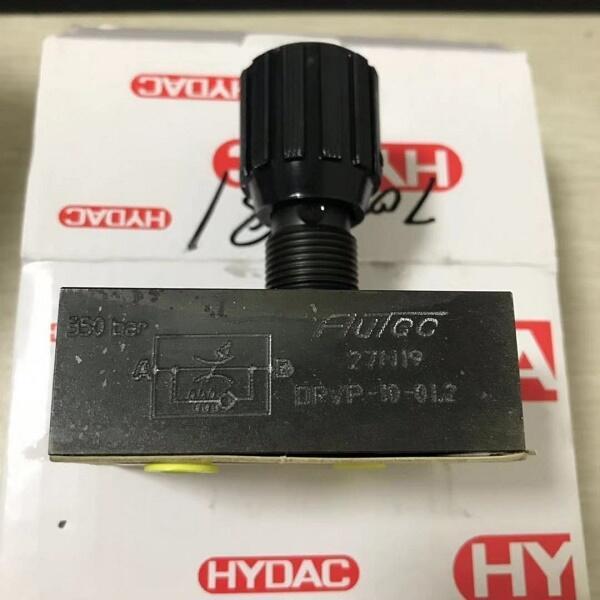 HYDAC
HYDAC
350 bar
A
B
Flutec
27N19
DRVP-10-01.2
HYDAC
HY